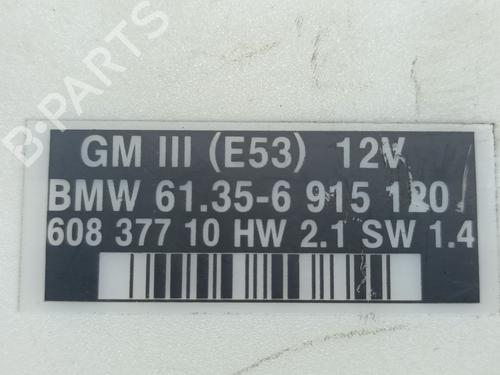 B-PARTS
GM III (E53) 12V
BMW 61.35-6 915 120
608 377 10 HW 2.1 SW 1.4